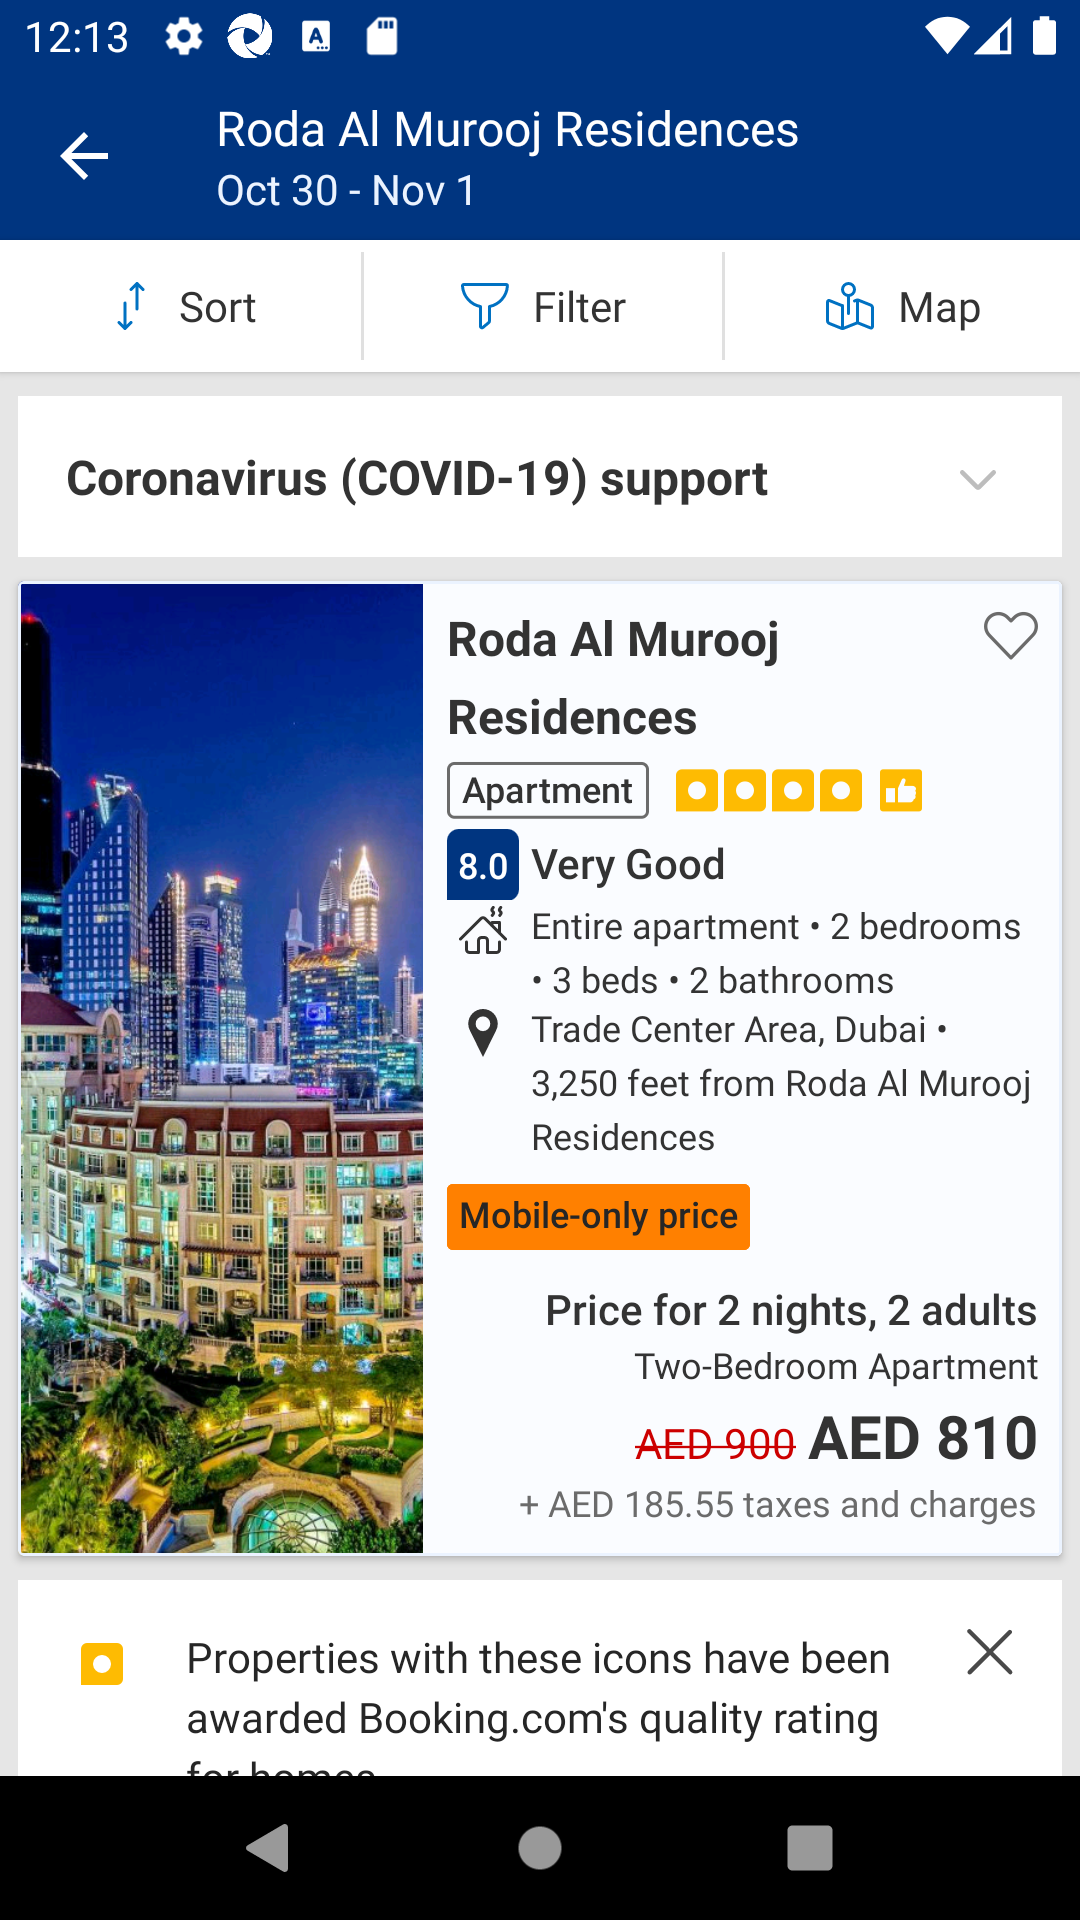 12:13
Roda Al Murooj Residences
Oct 30 - Nov 1
Sort
Filter
Map
Coronavirus (COVID-19) support
Roda Al Murooj
Residences
Apartment
8.0 Very Good
Entire apartment • 2 bedrooms
• 3 beds • 2 bathrooms
Trade Center Area, Dubai •
3,250 feet from Roda Al Murooj
Residences
Mobile-only price
Price for 2 nights, 2 adults
Two-Bedroom Apartment
AED 900 AED 810
+ AED 185.55 taxes and charges
Properties with these icons have been
awarded Booking.com's quality rating
for homes